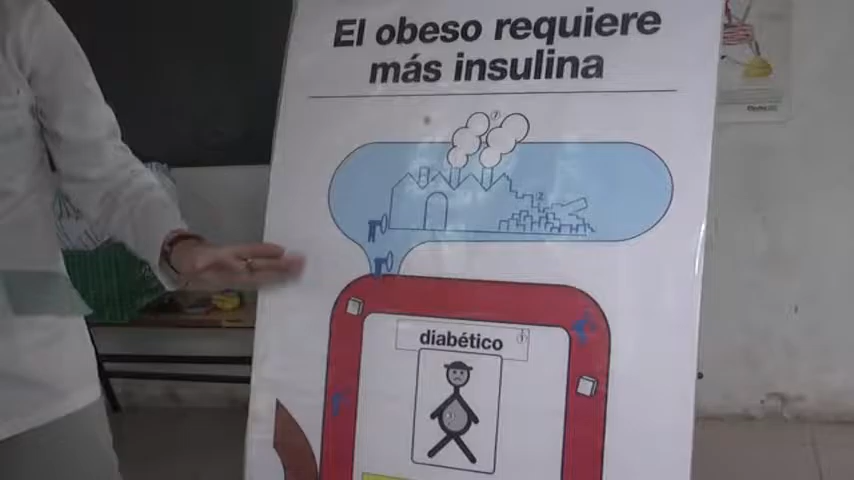 El obeso requiere
más insulina
diabético